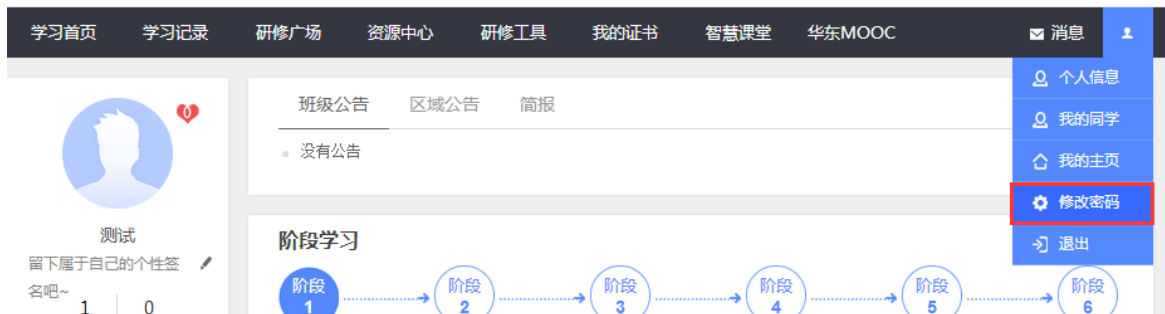 学习首页 学习记录 研修广场 资源中心 研修工具 我的证书 智慧课堂 华东MOOC 消息
个人信息
我的同学
我的主页
修改密码
退出
0
测试
留下属于自己的个性签
名吧~
1 0
班级公告 区域公告 简报
没有公告
阶段学习
阶段 阶段 阶段 阶段 阶段 阶段
1 2 3 4 5 6